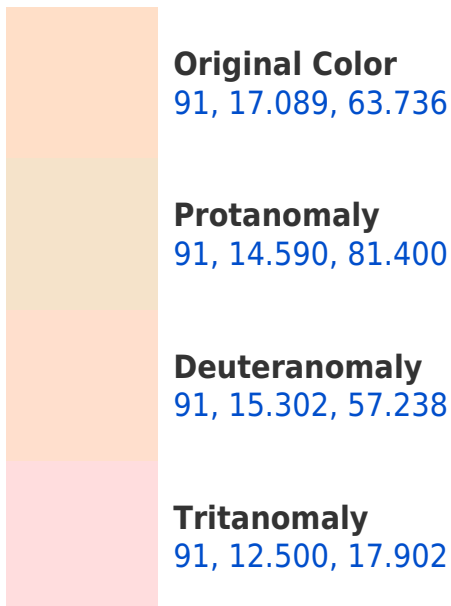 Original Color
91, 17.089, 63.736
Protanomaly
91, 14.590, 81.400
Deuteranomaly
91, 15.302, 57.238
Tritanomaly
91, 12.500, 17.902